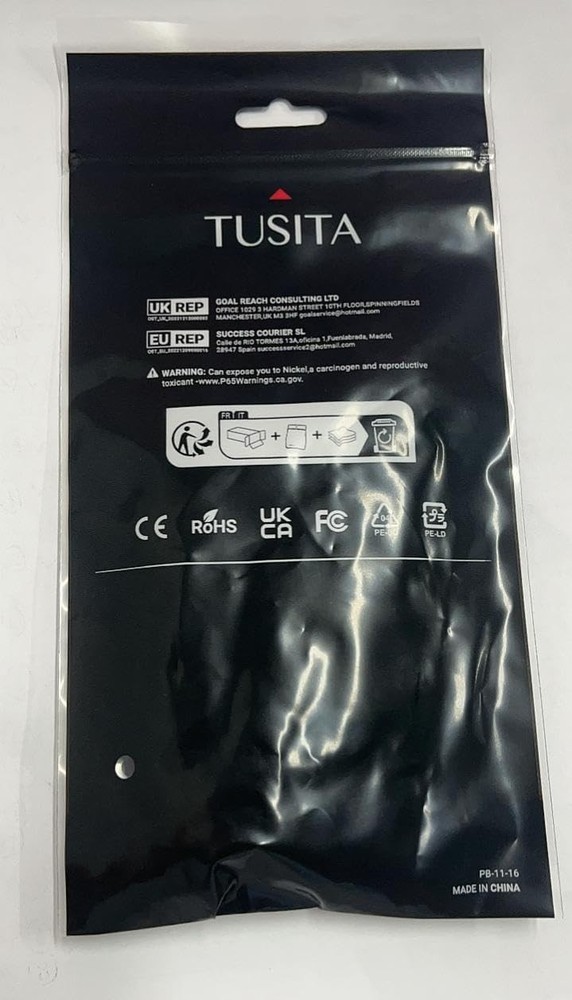 TUSITA
UK REP
GOAL REACH CONSULTING LTD
OFFICE 1029 3 HARDMAN STREET 10TH FLOOR,SPINNINGFIELDS
MANCHESTER,UK M3 3HF goalservice@hotmail.com
EU REP
SUCCESS COURIER SL
Calle de RIO TORMES 13A,oficina 1,Fuenlabrada, Madrid,
28947 Spain successservice2@hotmail.com
WARNING: Can expose you to Nickel,a carcinogen and reproductive
toxicant -www.P65Warnings.ca.gov.
FR IT
+ +
CE RoHS UK CA FC 04 PE-LD
PB-11-16
MADE IN CHINA